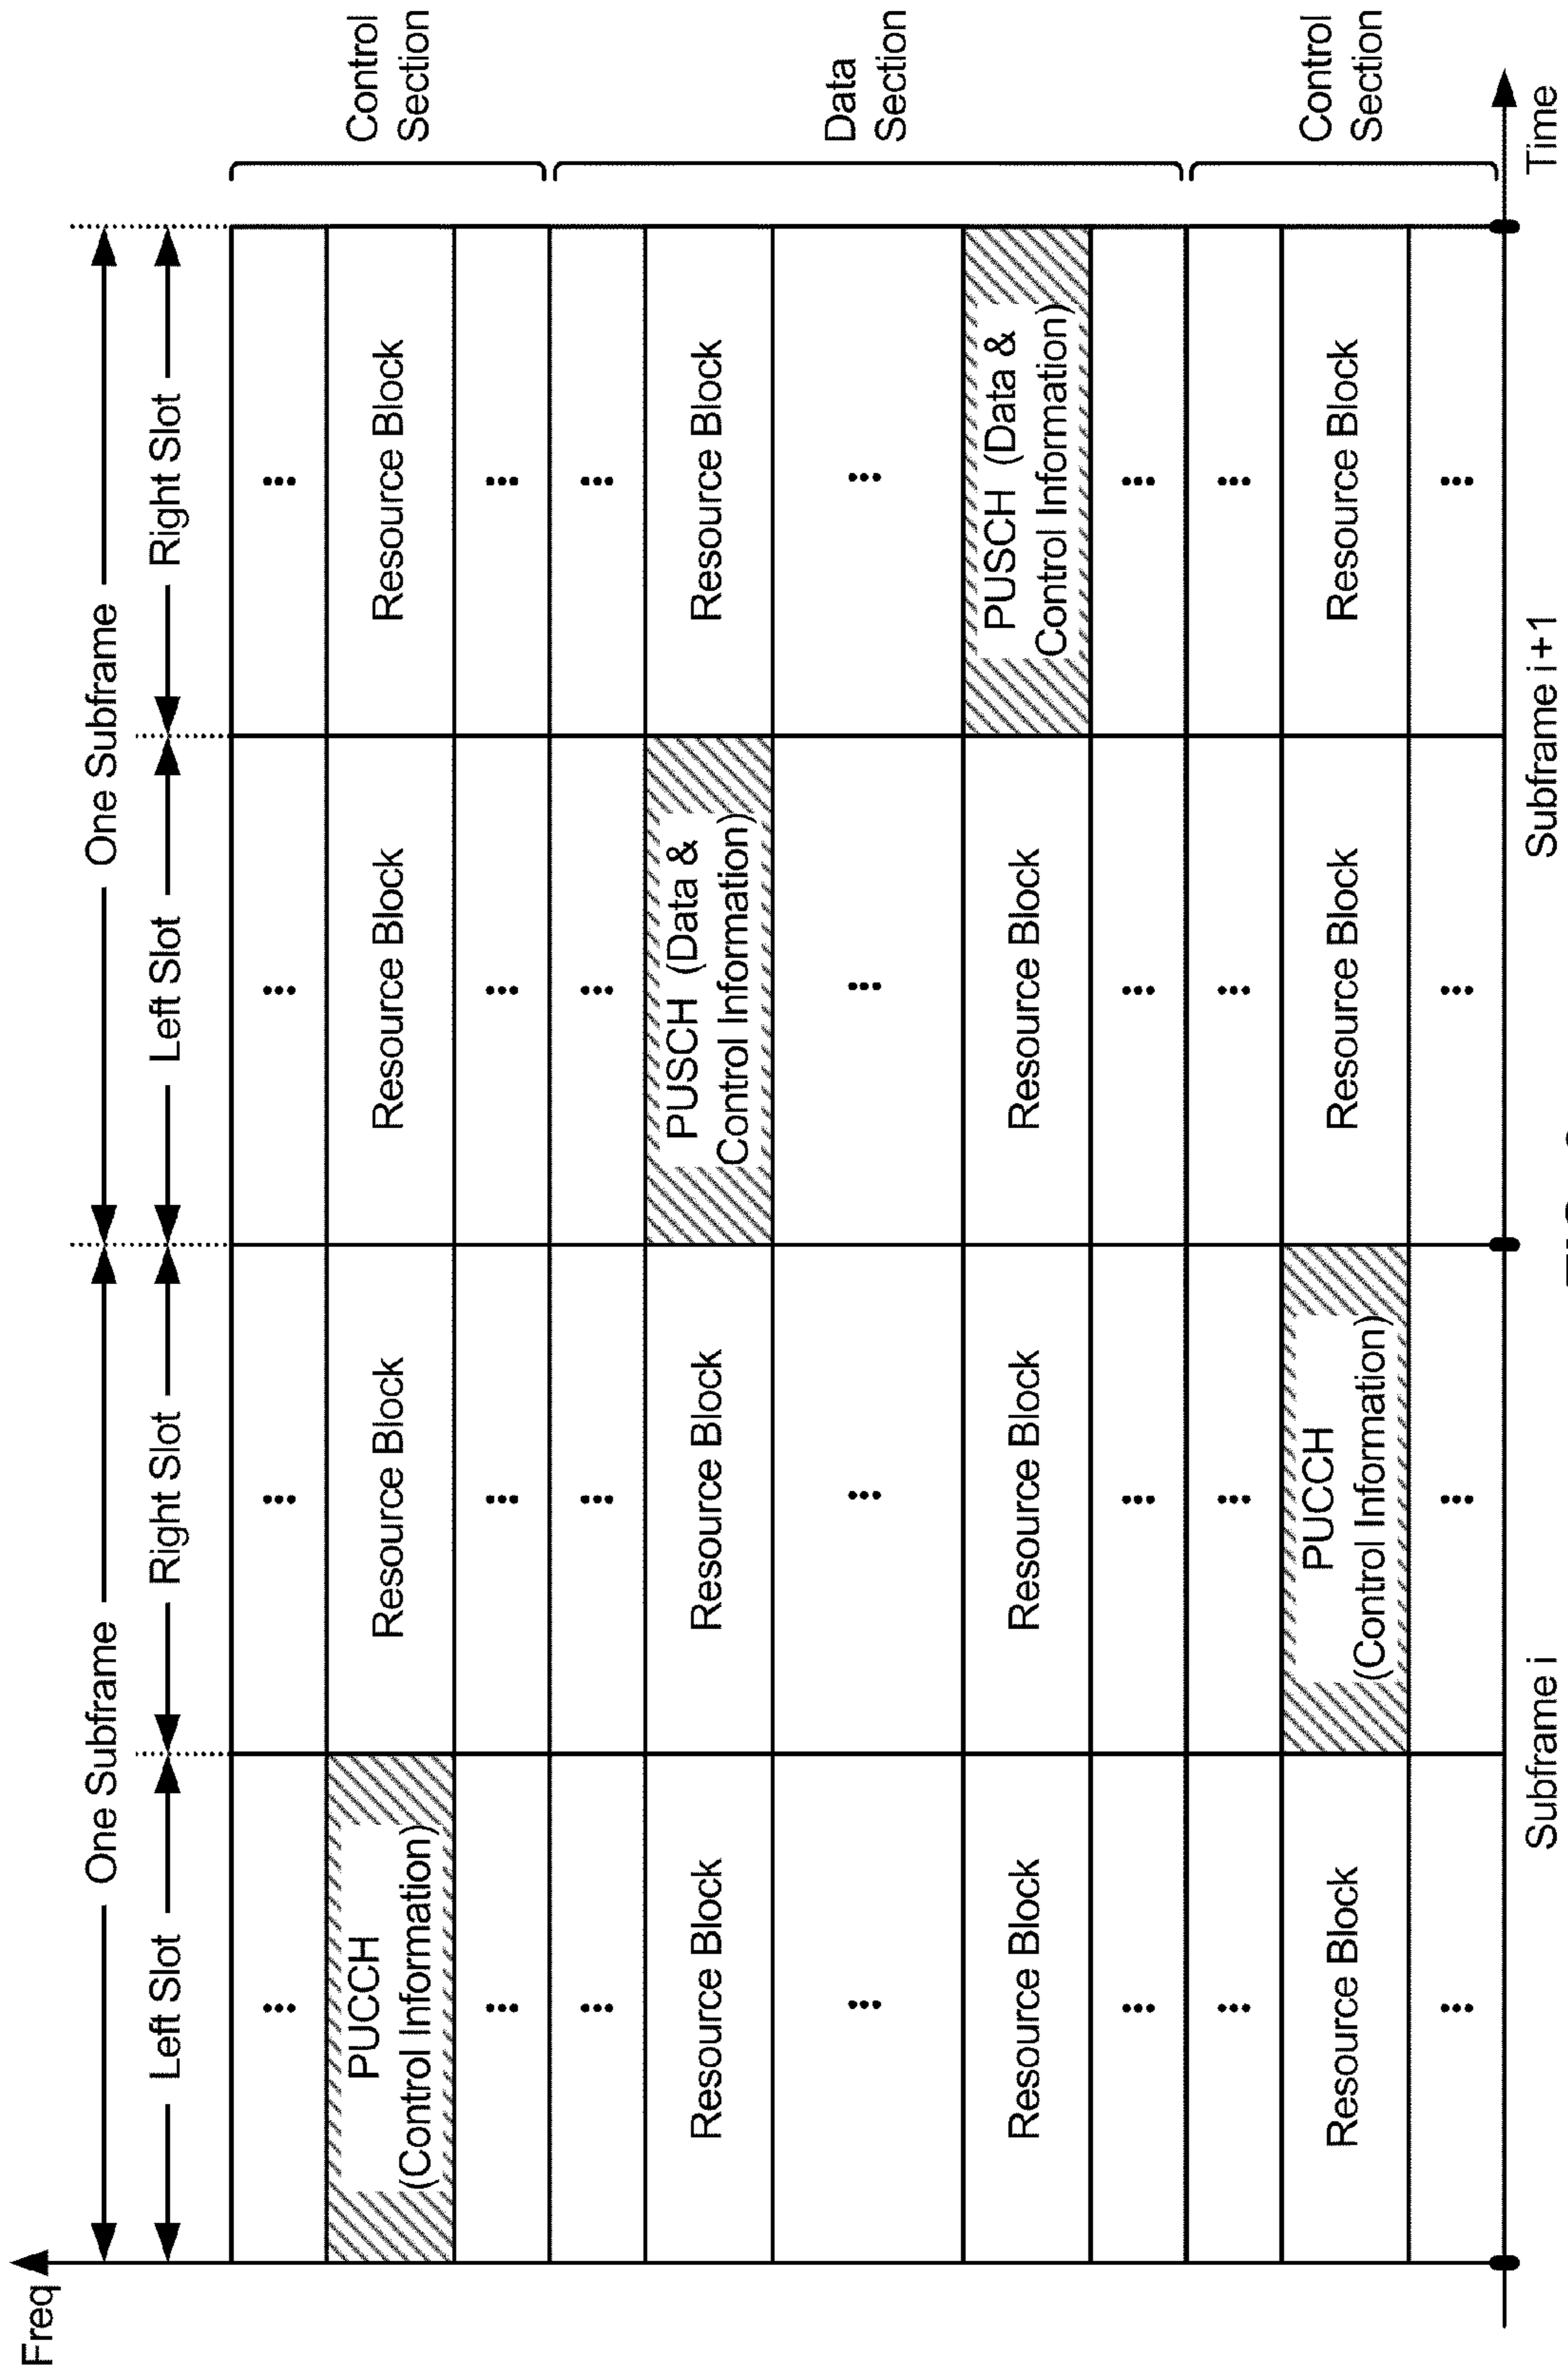 Freq
One Subframe One Subframe
Left Slot Right Slot Left Slot Right Slot
PUCCH
(Control Information)
Resource Block
Resource Block
Resource Block
Control
Section
Resource Block
Resource Block
PUSCH (Data &
Control Information)
Resource Block
Data
Section
Resource Block
Resource Block
Resource Block
PUSCH (Data &
Control Information)
Resource Block
PUCCH
(Control Information)
Resource Block
Resource Block
Control
Section
Subframe i Subframe i+1 Time